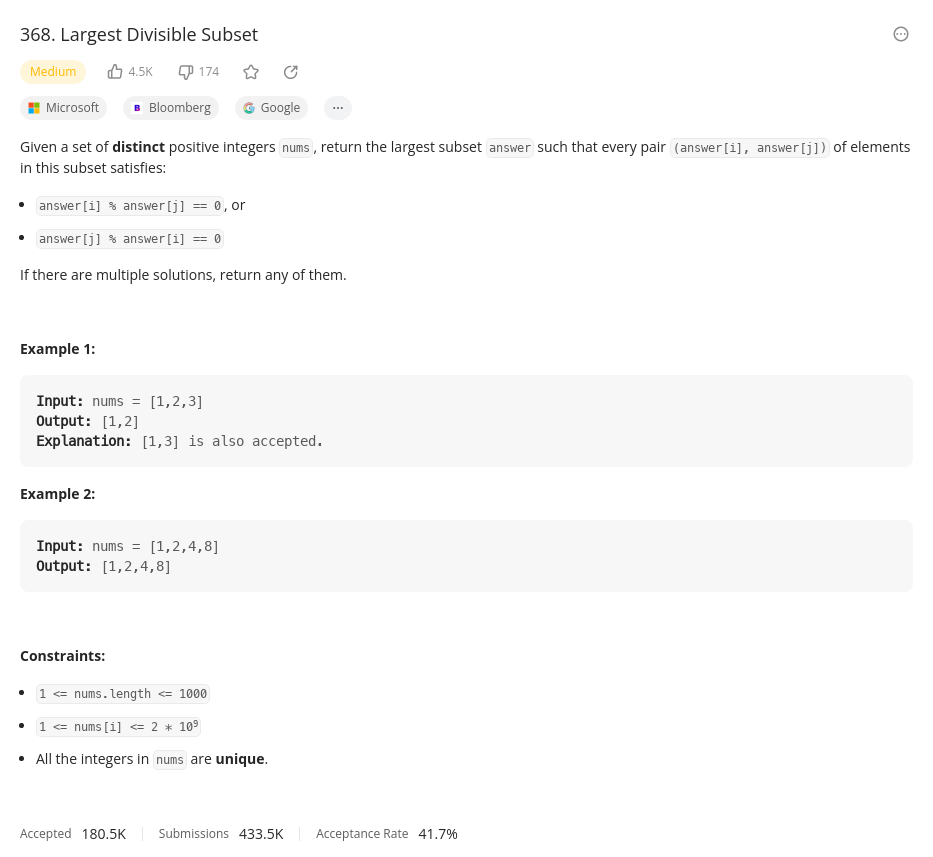 368. Largest Divisible Subset
Medium 4.5K 174
Microsoft B Bloomberg G Google ...
Given a set of distinct positive integers nums, return the largest subset answer such that every pair (answer[i], answer[j]) of elements
in this subset satisfies:
• answer[i] % answer[j] == 0, or
• answer[j] % answer[i] == 0
If there are multiple solutions, return any of them.
Example 1:
Input: nums = [1,2,3]
Output: [1,2]
Explanation: [1,3] is also accepted.
Example 2:
Input: nums = [1,2,4,8]
Output: [1,2,4,8]
Constraints:
• 1 <= nums.length <= 1000
• 1 <= nums[i] <= 2 * 10⁹
• All the integers in nums are unique.
Accepted 180.5K Submissions 433.5K Acceptance Rate 41.7%